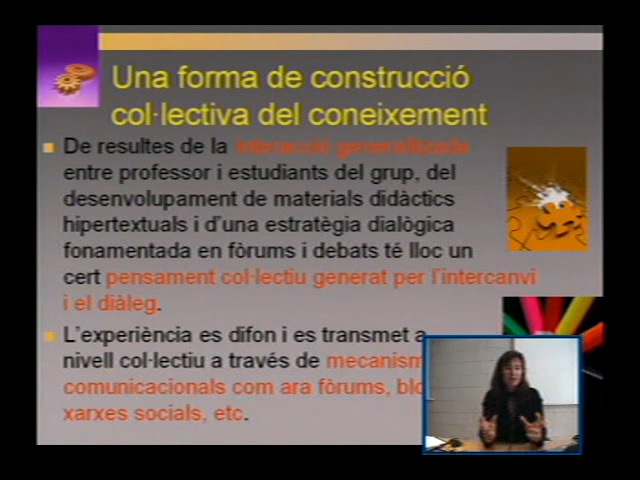 Una forma de construcció
col·lectiva del coneixement
De resultes de la interacció generalitzada
entre professor i estudiants del grup, del
desenvolupament de materials didàctics
hipertextuals i d'una estratègia dialògica
fonamentada en fòrums i debats té lloc un
cert pensament col·lectiu generat per l'intercanvi
i el diàleg.
L'experiència es difon i es transmet a
nivell col·lectiu a través de mecanism
comunicacionals com ara fòrums, blo
xarxes socials, etc.